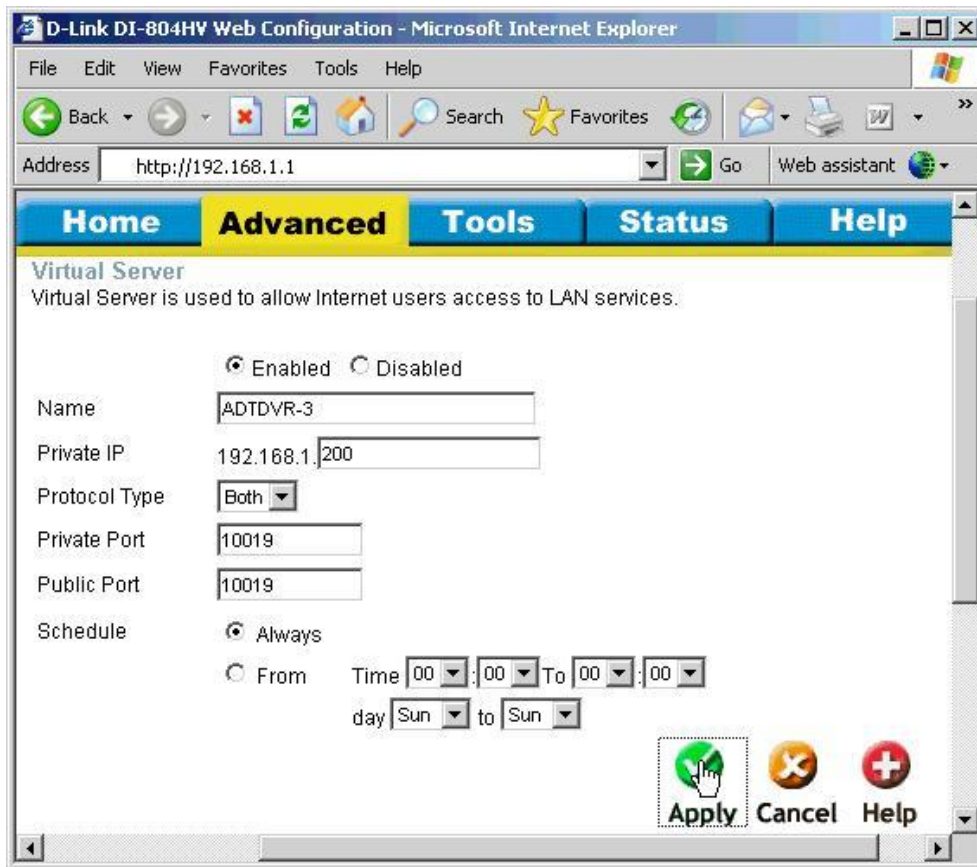 D-Link DI-804HV Web Configuration - Microsoft Internet Explorer
File Edit View Favorites Tools Help
Back Search Favorites W »
Address http://192.168.1.1 Go Web assistant
Home Advanced Tools Status Help
Virtual Server
Virtual Server is used to allow Internet users access to LAN services.
Enabled Disabled
Name ADTDVR-3
Private IP 192.168.1.200
Protocol Type Both
Private Port 10019
Public Port 10019
Schedule Always
From Time 00 : 00 To 00 : 00
day Sun to Sun
Apply Cancel Help